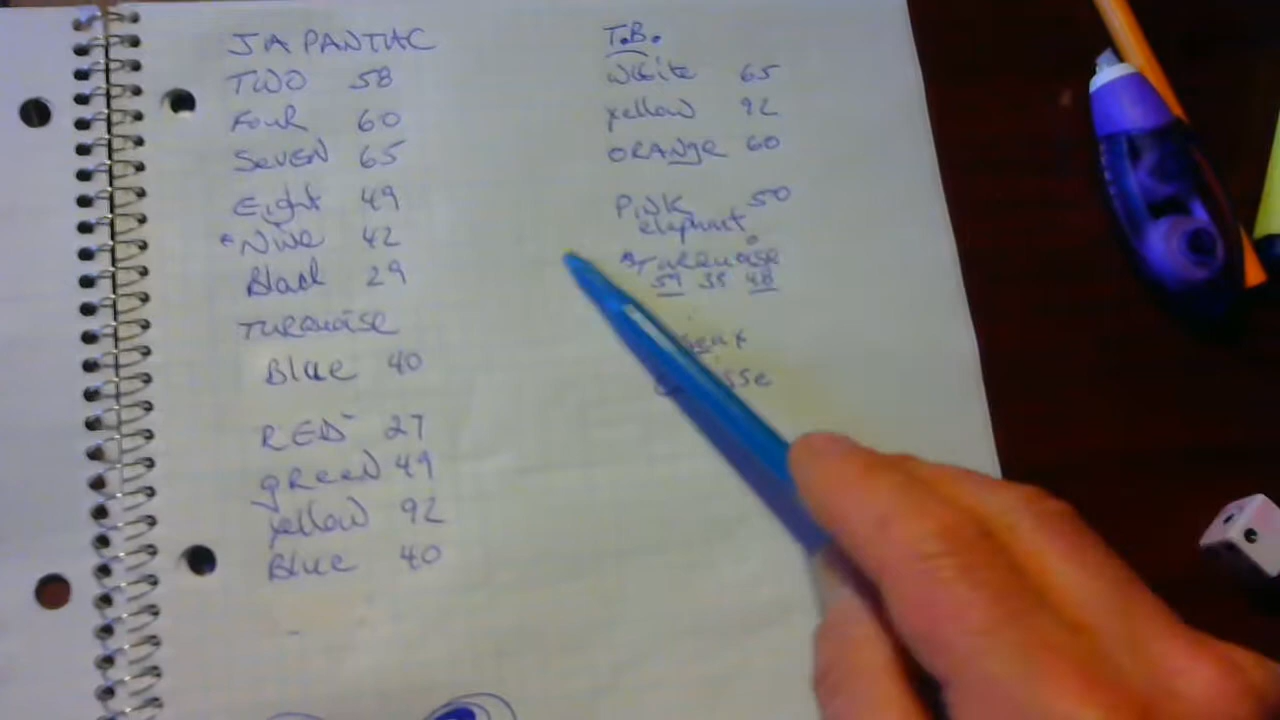 JA PANTHC
TWO 58
Four 60
SEVEN 65
Eight 49
Nine 42
Black 29
TURQUOISE
Blue 40
RED 27
green 49
yellow 92
Blue 40
T.B.
White 65
yellow 92
ORANGE 60
PINK 50
elephant
TURQUOISE
59 35 48